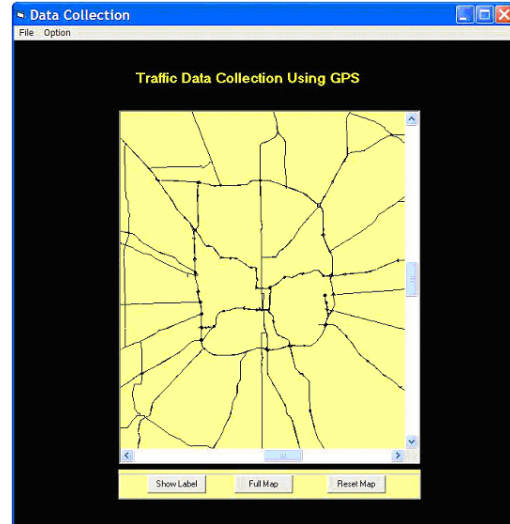 Data Collection
File Option
Traffic Data Collection Using GPS
Show Label Full Map Reset Map